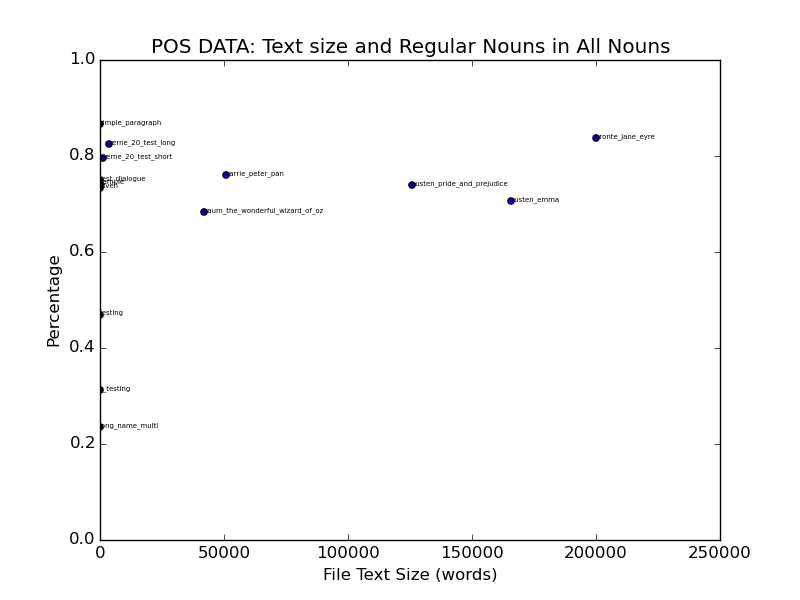 POS DATA: Text size and Regular Nouns in All Nouns
1.0
0.8
0.6
0.4
0.2
0.0
Percentage
imple_paragraph
erne_20_test_long
erne_20_test_short
est_dialogue
arrie_peter_pan
aum_the_wonderful_wizard_of_oz
usten_pride_and_prejudice
usten_emma
ronte_jane_eyre
esting
_testing
ong_name_multi
0
50000
100000
150000
200000
250000
File Text Size (words)